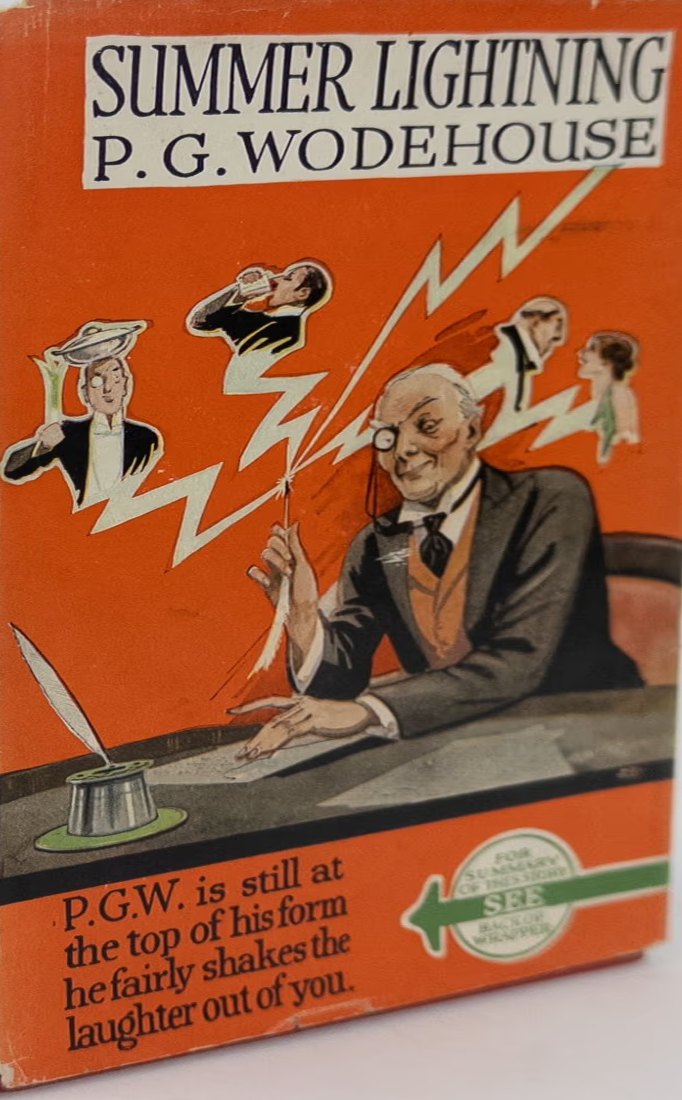 SUMMER LIGHTNING
P. G. WODEHOUSE
P.G.W. is still at
the top of his form
he fairly shakes the
laughter out of you.
FOR
SUMMARY
OF THE STORY
SEE
BACK OF
WRAPPER